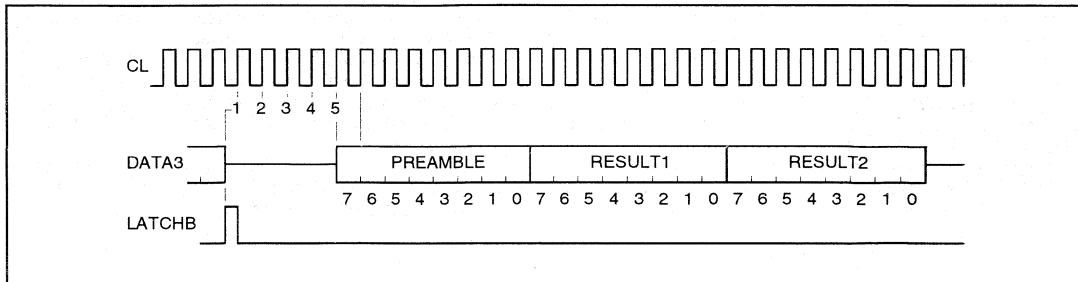 CL
1 2 3 4 5
DATA3 PREAMBLE RESULT1 RESULT2
7 6 5 4 3 2 1 0 7 6 5 4 3 2 1 0 7 6 5 4 3 2 1 0
LATCHB